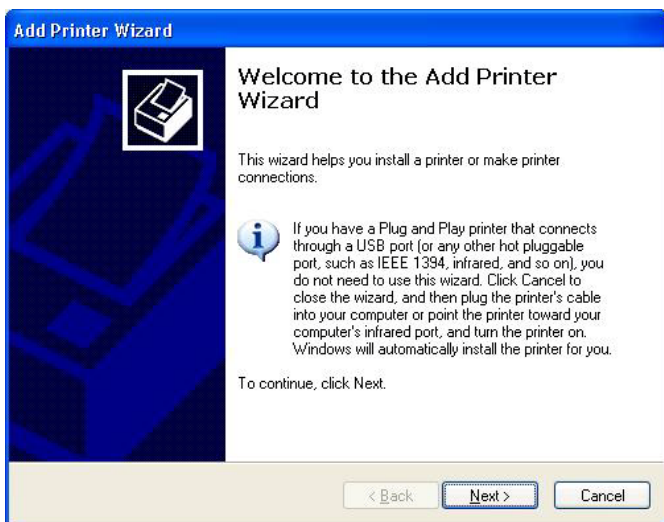 Add Printer Wizard
Welcome to the Add Printer
Wizard
This wizard helps you install a printer or make printer
connections.
If you have a Plug and Play printer that connects
through a USB port (or any other hot pluggable
port, such as IEEE 1394, infrared, and so on), you
do not need to use this wizard. Click Cancel to
close the wizard, and then plug the printer's cable
into your computer or point the printer toward your
computer's infrared port, and turn the printer on.
Windows will automatically install the printer for you.
To continue, click Next.
< Back Next > Cancel